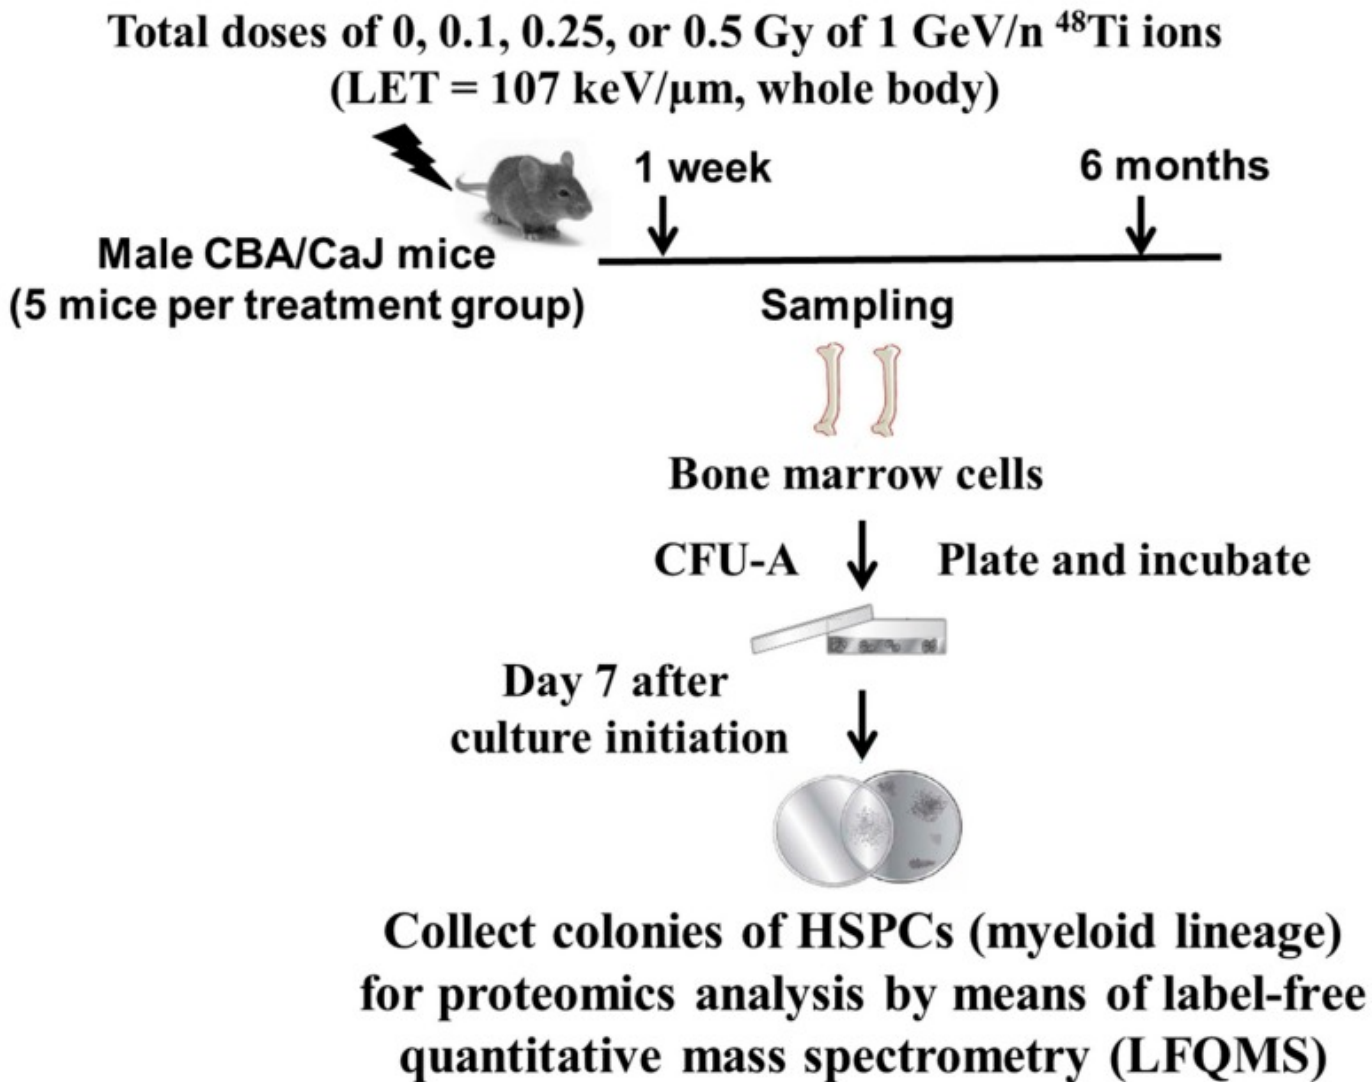 Total doses of 0, 0.1, 0.25, or 0.5 Gy of 1 GeV/n ⁴⁸Ti ions
(LET = 107 keV/μm, whole body)
1 week
6 months
Male CBA/CaJ mice
(5 mice per treatment group)
Sampling
Bone marrow cells
CFU-A
Plate and incubate
Day 7 after
culture initiation
Collect colonies of HSPCs (myeloid lineage)
for proteomics analysis by means of label-free
quantitative mass spectrometry (LFQMS)